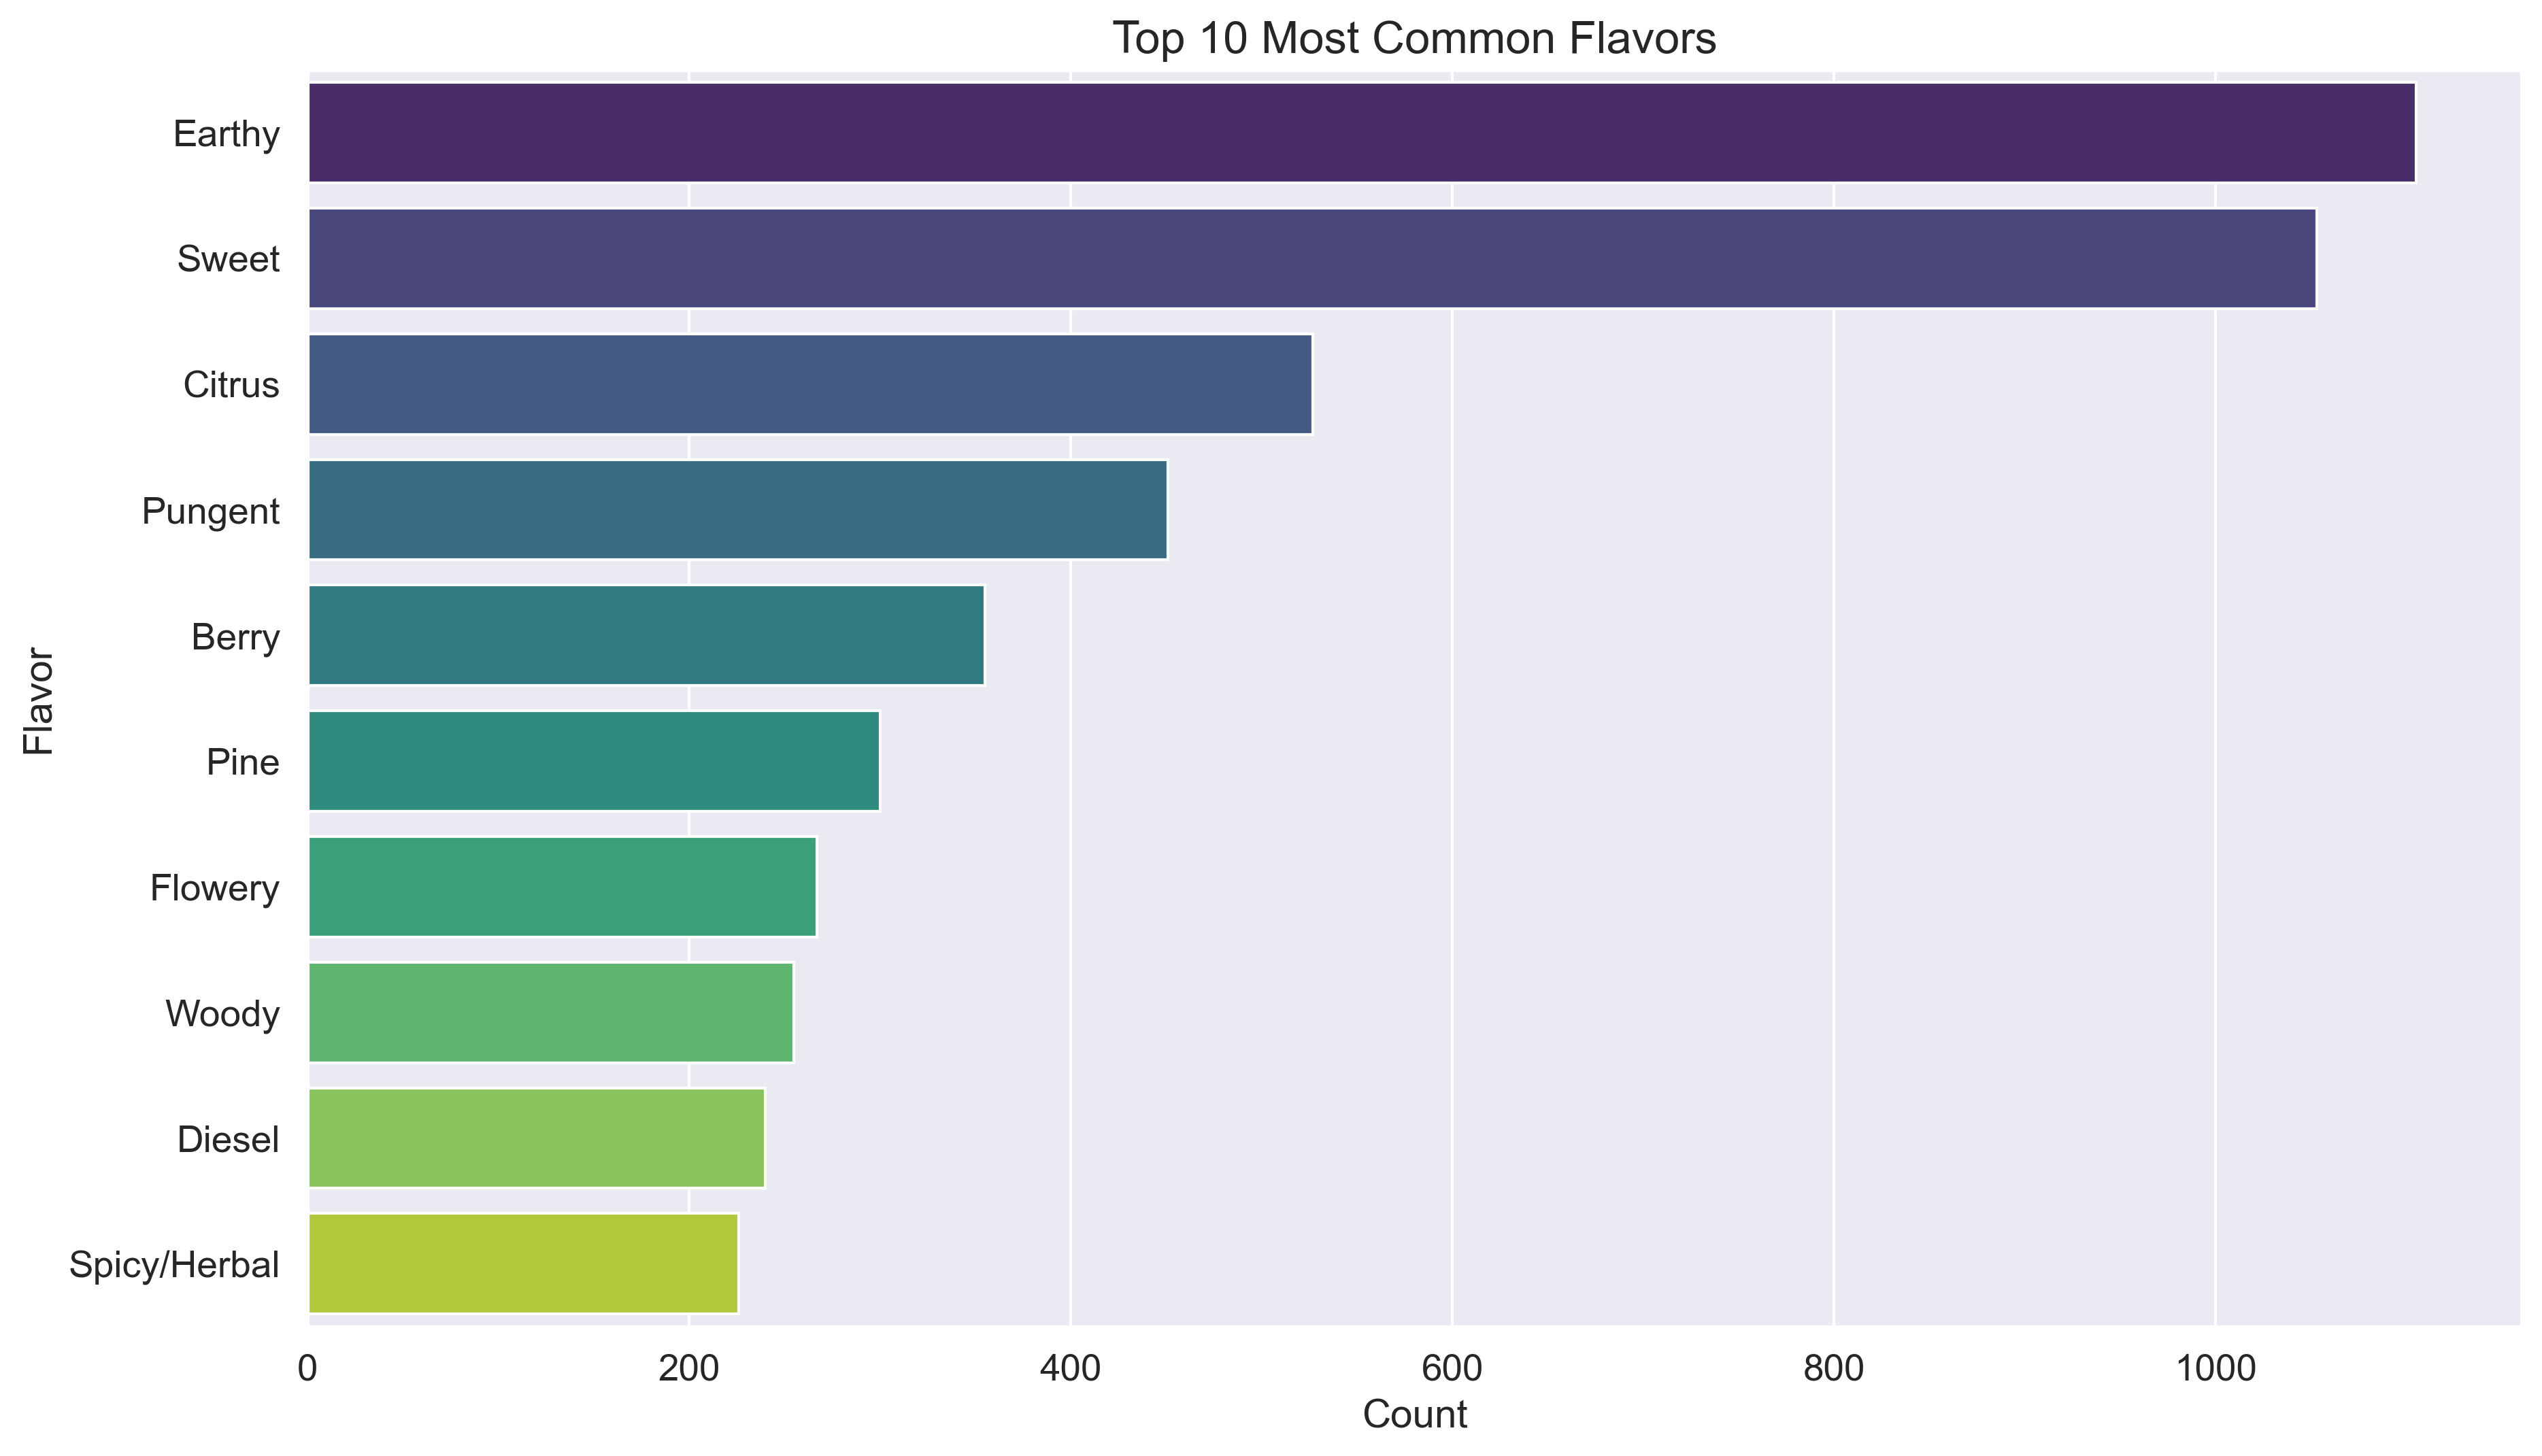 Top 10 Most Common Flavors
Flavor
Earthy
Sweet
Citrus
Pungent
Berry
Pine
Flowery
Woody
Diesel
Spicy/Herbal
0 200 400 600 800 1000
Count